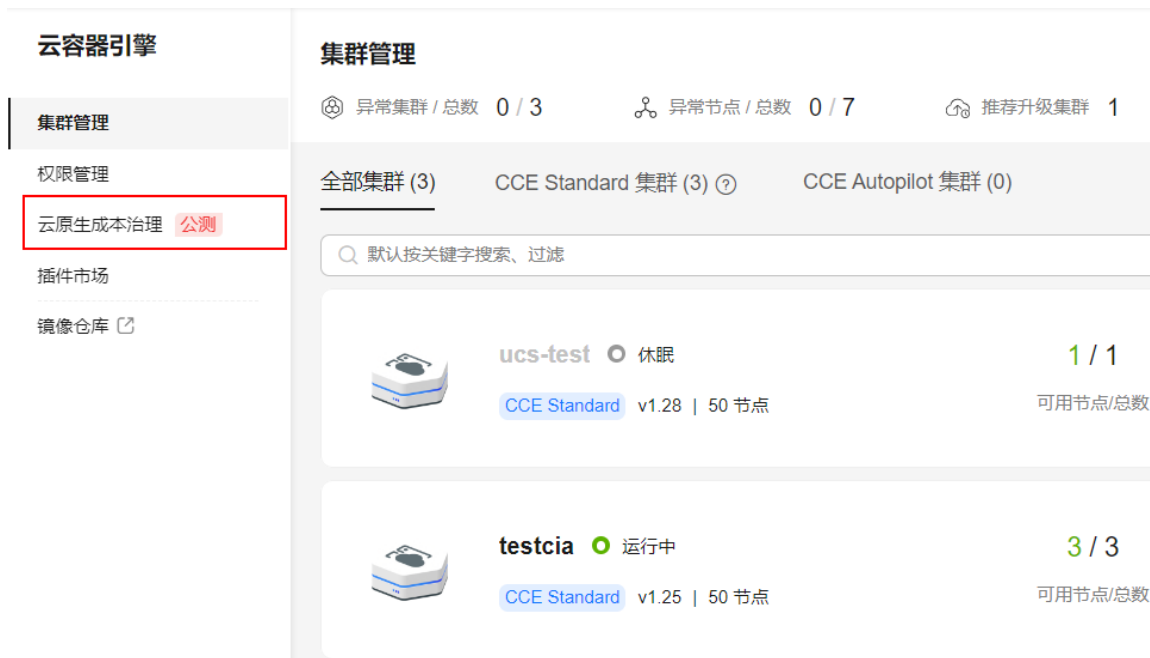 云容器引擎
集群管理
权限管理
云原生成本治理 公测
插件市场
镜像仓库
集群管理
异常集群 / 总数 0 / 3 异常节点 / 总数 0 / 7 推荐升级集群 1
全部集群 (3) CCE Standard 集群 (3) ? CCE Autopilot 集群 (0)
默认按关键字搜索、过滤
ucs-test 休眠 1 / 1
CCE Standard v1.28 | 50 节点 可用节点/总数
testcia 运行中 3 / 3
CCE Standard v1.25 | 50 节点 可用节点/总数